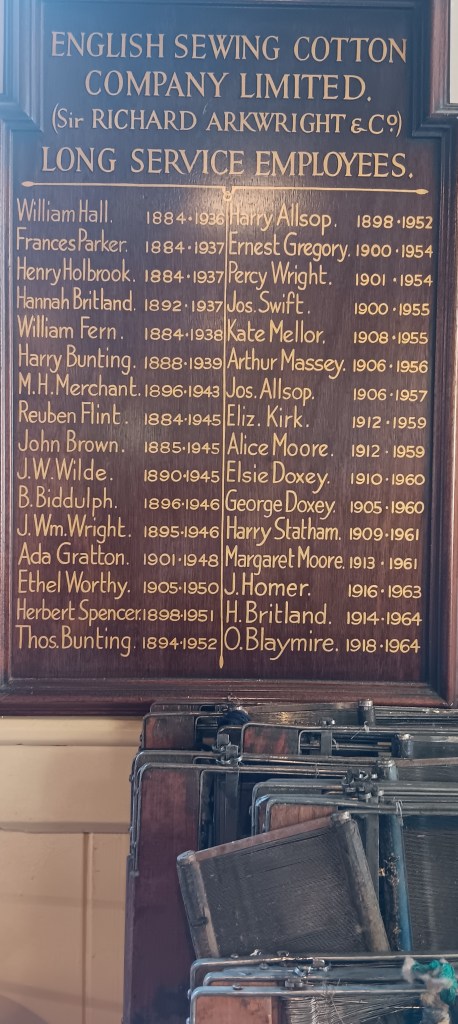 ENGLISH SEWING COTTON
COMPANY LIMITED.
(Sir RICHARD ARKWRIGHT & Co.)
LONG SERVICE EMPLOYEES.
William Hall. 1884·1936
Frances Parker. 1884·1937
Henry Holbrook. 1884·1937
Hannah Britland. 1892·1937
William Fern. 1884·1938
Harry Bunting. 1888·1939
M.H.Merchant. 1896·1943
Reuben Flint. 1884·1945
John Brown. 1885·1945
J.W.Wilde. 1890·1945
B.Biddulph. 1896·1946
J.Wm.Wright. 1895·1946
Ada Gratton. 1901·1948
Ethel Worthy. 1905·1950
Herbert Spencer. 1898·1951
Thos.Bunting. 1894·1952
Harry Allsop. 1898·1952
Ernest Gregory. 1900·1954
Percy Wright. 1901·1954
Jos.Swift. 1900·1955
Kate Mellor. 1908·1955
Arthur Massey. 1906·1956
Jos.Allsop. 1906·1957
Eliz. Kirk. 1912·1959
Alice Moore. 1912·1959
Elsie Doxey. 1910·1960
George Doxey. 1905·1960
Harry Statham. 1909·1961
Margaret Moore. 1913·1961
J.Homer. 1916·1963
H.Britland. 1914·1964
O.Blaymire. 1918·1964